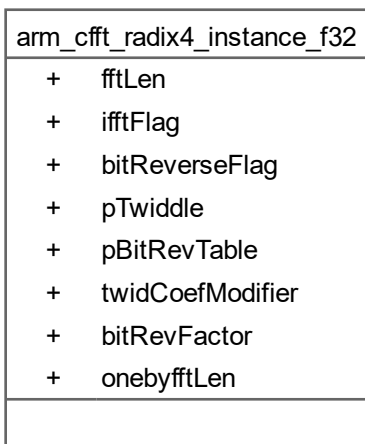 arm_cfft_radix4_instance_f32
+ fftLen
+ ifftFlag
+ bitReverseFlag
+ pTwiddle
+ pBitRevTable
+ twidCoefModifier
+ bitRevFactor
+ onebyfftLen